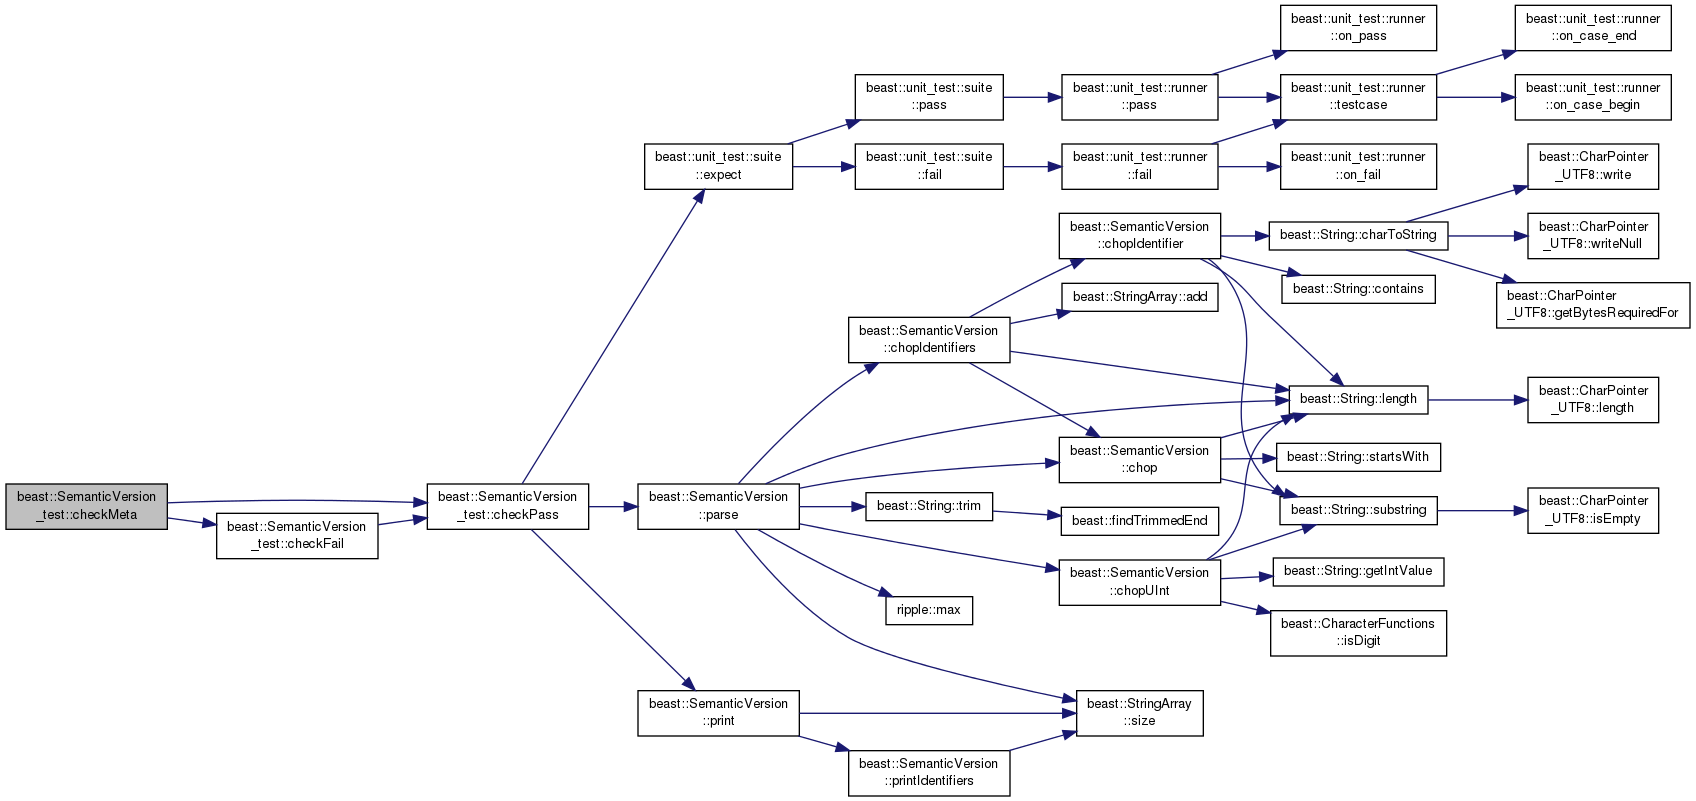 beast::SemanticVersion
_test::checkMeta
beast::SemanticVersion
_test::checkFail
beast::SemanticVersion
_test::checkPass
beast::unit_test::suite
::expect
beast::SemanticVersion
::parse
beast::SemanticVersion
::print
beast::unit_test::suite
::pass
beast::unit_test::suite
::fail
beast::SemanticVersion
::chopIdentifiers
beast::String::trim
ripple::max
beast::SemanticVersion
::printIdentifiers
beast::unit_test::runner
::pass
beast::unit_test::runner
::fail
beast::SemanticVersion
::chopIdentifier
beast::StringArray::add
beast::SemanticVersion
::chop
beast::findTrimmedEnd
beast::SemanticVersion
::chopUInt
beast::StringArray
::size
beast::unit_test::runner
::on_pass
beast::unit_test::runner
::testcase
beast::unit_test::runner
::on_fail
beast::String::charToString
beast::String::contains
beast::String::length
beast::String::startsWith
beast::String::substring
beast::String::getIntValue
beast::CharacterFunctions
::isDigit
beast::unit_test::runner
::on_case_end
beast::unit_test::runner
::on_case_begin
beast::CharPointer
_UTF8::write
beast::CharPointer
_UTF8::writeNull
beast::CharPointer
_UTF8::getBytesRequiredFor
beast::CharPointer
_UTF8::length
beast::CharPointer
_UTF8::isEmpty